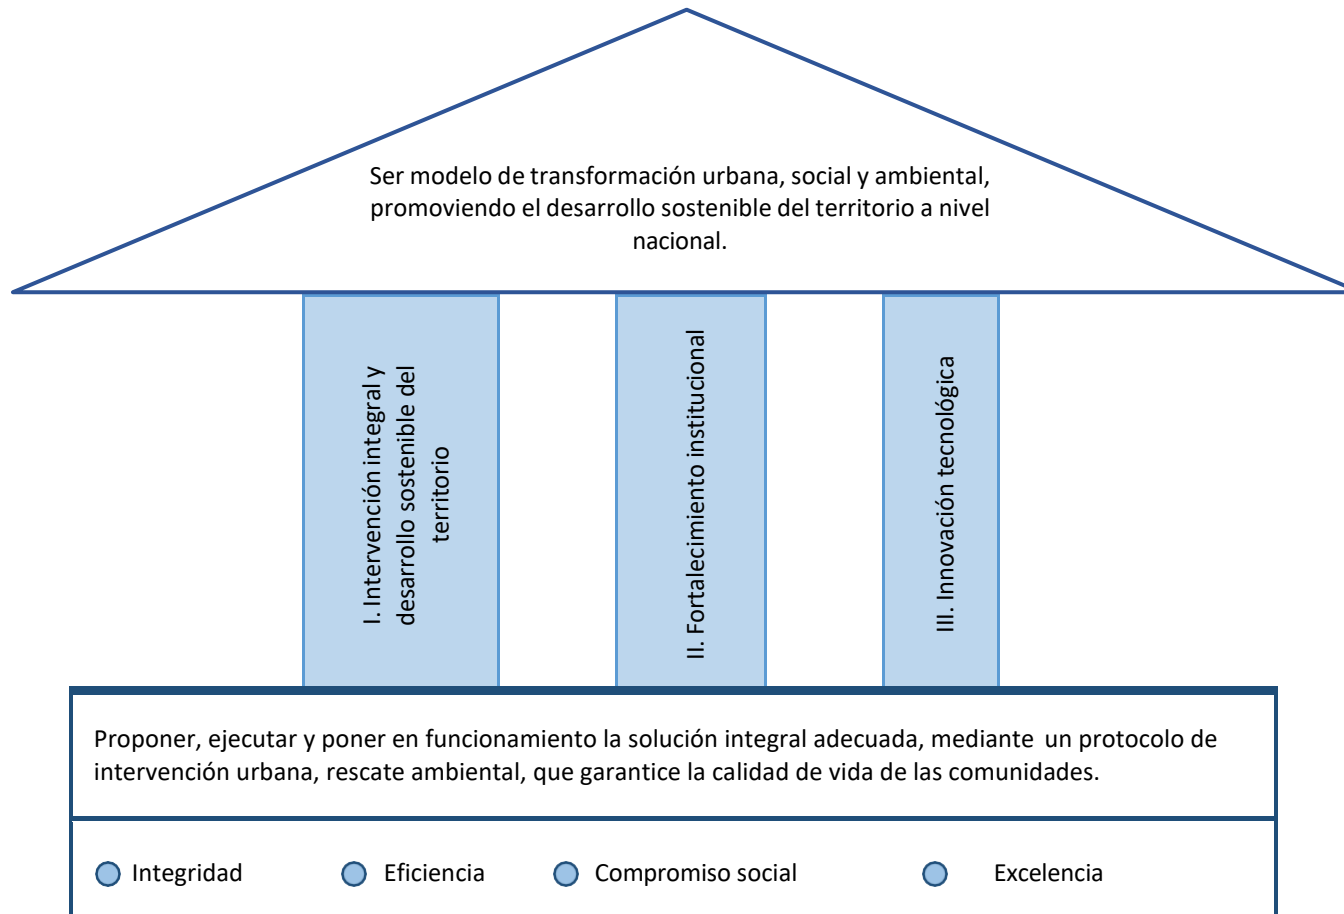 Ser modelo de transformación urbana, social y ambiental,
promoviendo el desarrollo sostenible del territorio a nivel
nacional.
I. Intervención integral y
desarrollo sostenible del
territorio
II. Fortalecimiento institucional
III. Innovación tecnológica
Proponer, ejecutar y poner en funcionamiento la solución integral adecuada, mediante un protocolo de
intervención urbana, rescate ambiental, que garantice la calidad de vida de las comunidades.
Integridad Eficiencia Compromiso social Excelencia